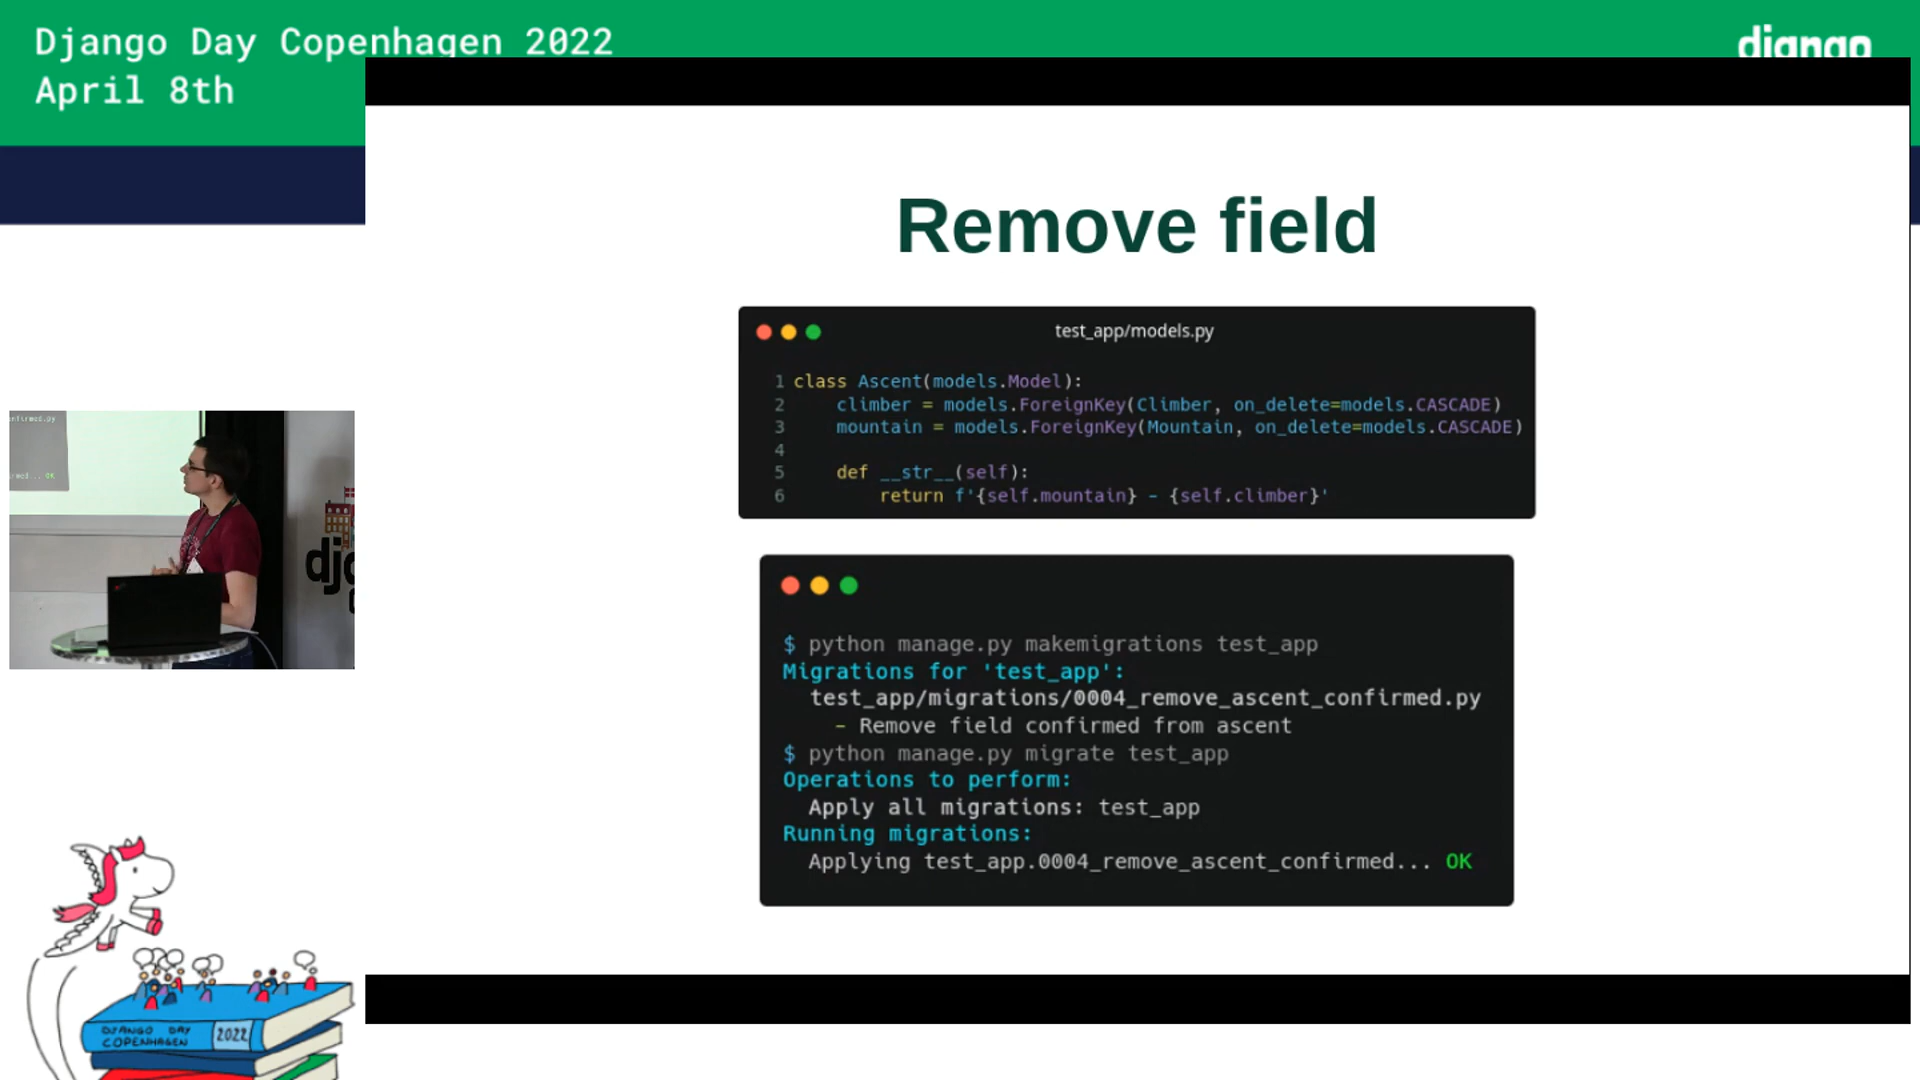 Django Day Copenhagen 2022
April 8th
django
Remove field
test_app/models.py
1 class Ascent(models.Model):
2     climber = models.ForeignKey(Climber, on_delete=models.CASCADE)
3     mountain = models.ForeignKey(Mountain, on_delete=models.CASCADE)
4
5     def __str__(self):
6         return f'{self.mountain} - {self.climber}'
$ python manage.py makemigrations test_app
Migrations for 'test_app':
  test_app/migrations/0004_remove_ascent_confirmed.py
    - Remove field confirmed from ascent
$ python manage.py migrate test_app
Operations to perform:
  Apply all migrations: test_app
Running migrations:
  Applying test_app.0004_remove_ascent_confirmed... OK
DJANGO DAY
COPENHAGEN 2022